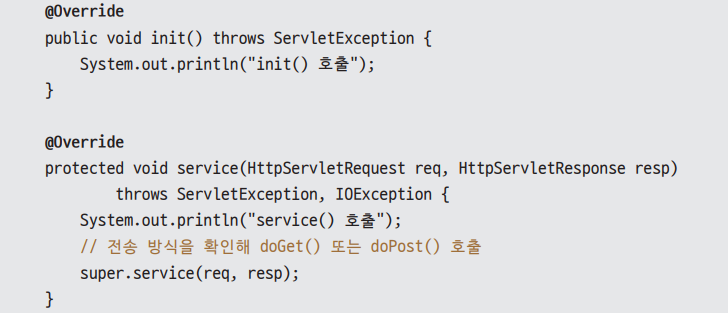 @Override
public void init() throws ServletException {
    System.out.println("init() 호출");
}

@Override
protected void service(HttpServletRequest req, HttpServletResponse resp)
        throws ServletException, IOException {
    System.out.println("service() 호출");
    // 전송 방식을 확인해 doGet() 또는 doPost() 호출
    super.service(req, resp);
}